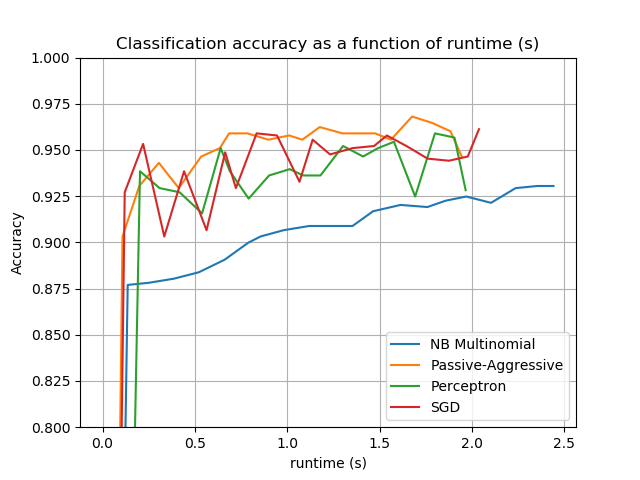 Classification accuracy as a function of runtime (s)
1.000
0.975
0.950
0.925
0.900
0.875
0.850
0.825
0.800
Accuracy
NB Multinomial
Passive-Aggressive
Perceptron
SGD
0.0 0.5 1.0 1.5 2.0 2.5
runtime (s)